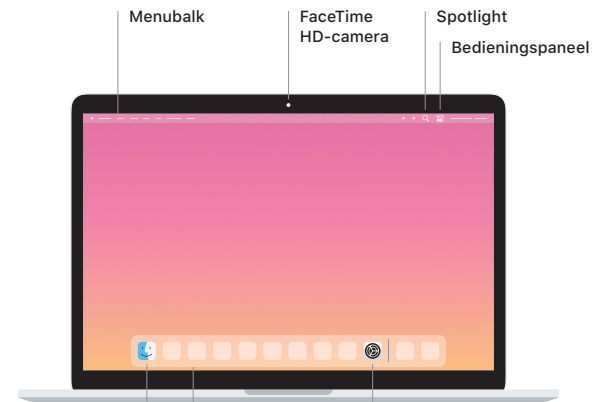 Menubalk
FaceTime
HD-camera
Spotlight
Bedieningspaneel